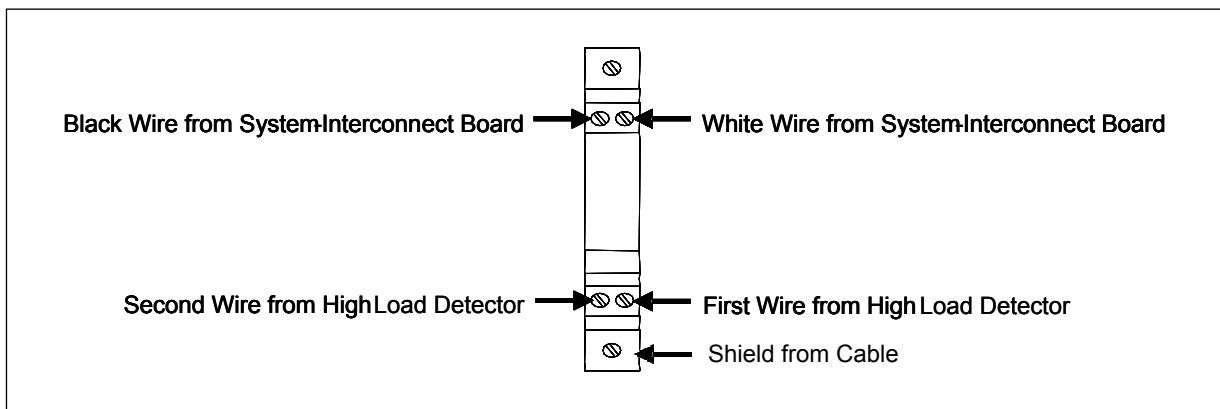 Black Wire from System-Interconnect Board
White Wire from System-Interconnect Board
Second Wire from High Load Detector
First Wire from High Load Detector
Shield from Cable